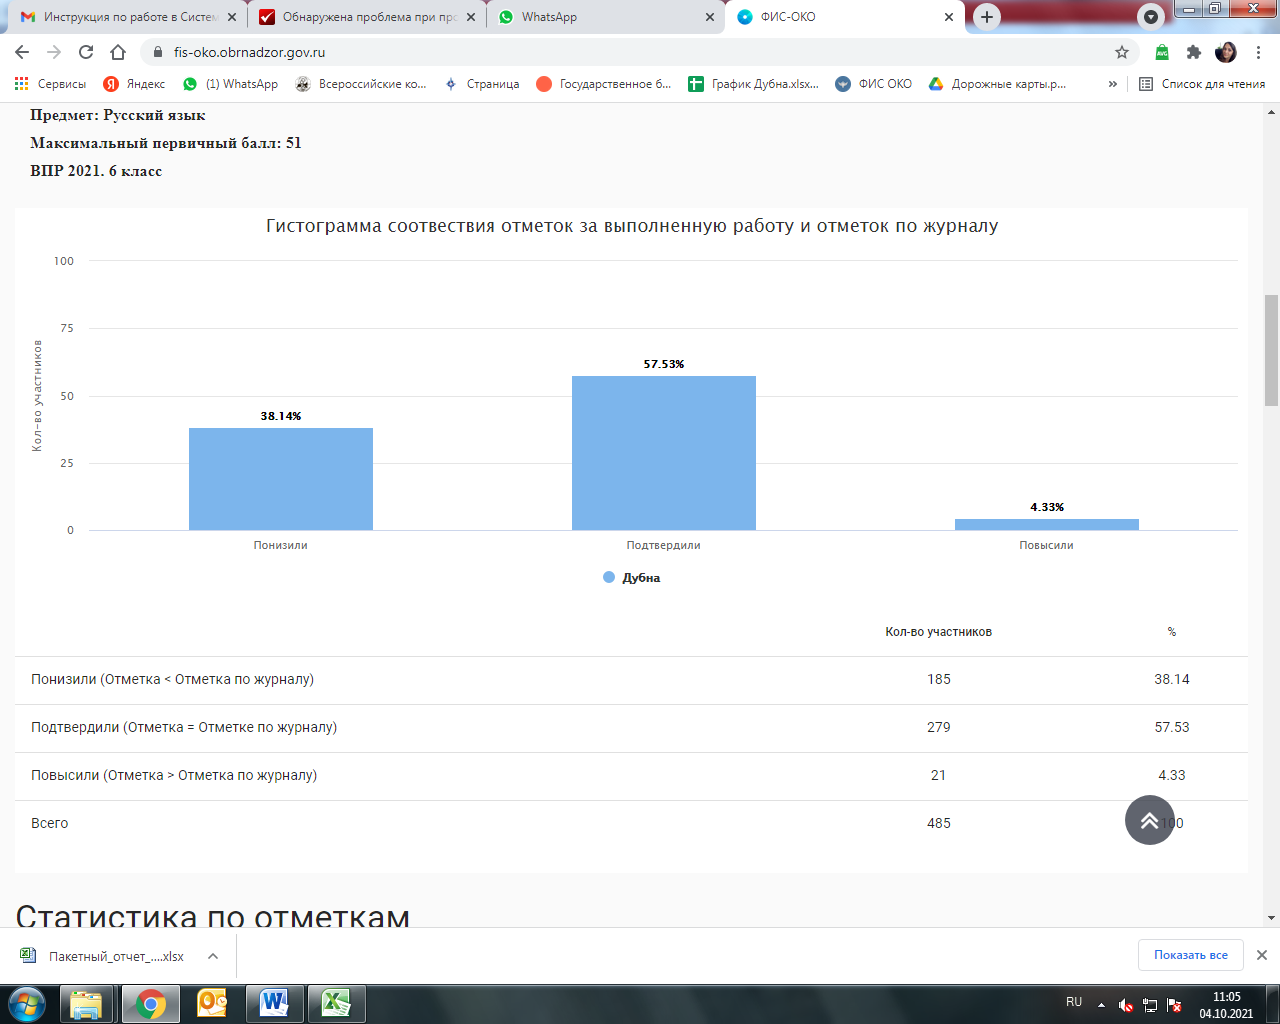 Инструкция по работе в Систем
Обнаружена проблема при про
WhatsApp
ФИС-ОКО
fis-oko.obrnadzor.gov.ru
Сервисы
Яндекс
(1) WhatsApp
Всероссийские ко...
Страница
Государственное б...
График Дубна.xlsx...
ФИС ОКО
Дорожные карты.р...
»
Список для чтения
Предмет: Русский язык
Максимальный первичный балл: 51
ВПР 2021. 6 класс
Гистограмма соотвествия отметок за выполненную работу и отметок по журналу
Кол-во участников
100
75
50
25
0
38.14%
57.53%
4.33%
Понизили
Подтвердили
Повысили
Дубна
Кол-во участников %
Понизили (Отметка < Отметка по журналу) 185 38.14
Подтвердили (Отметка = Отметке по журналу) 279 57.53
Повысили (Отметка > Отметка по журналу) 21 4.33
Всего 485 100
Статистика по отметкам
Пакетный_отчет_....xlsx
Показать все
RU
11:05
04.10.2021